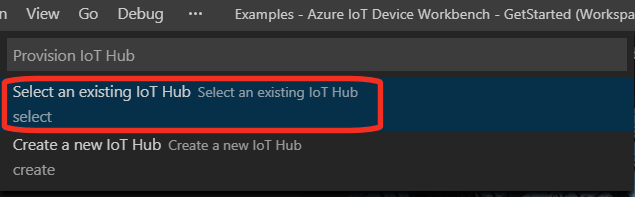 n View Go Debug ... Examples - Azure IoT Device Workbench - GetStarted (Workspa
Provision IoT Hub
Select an existing IoT Hub Select an existing IoT Hub
select
Create a new IoT Hub Create a new IoT Hub
create